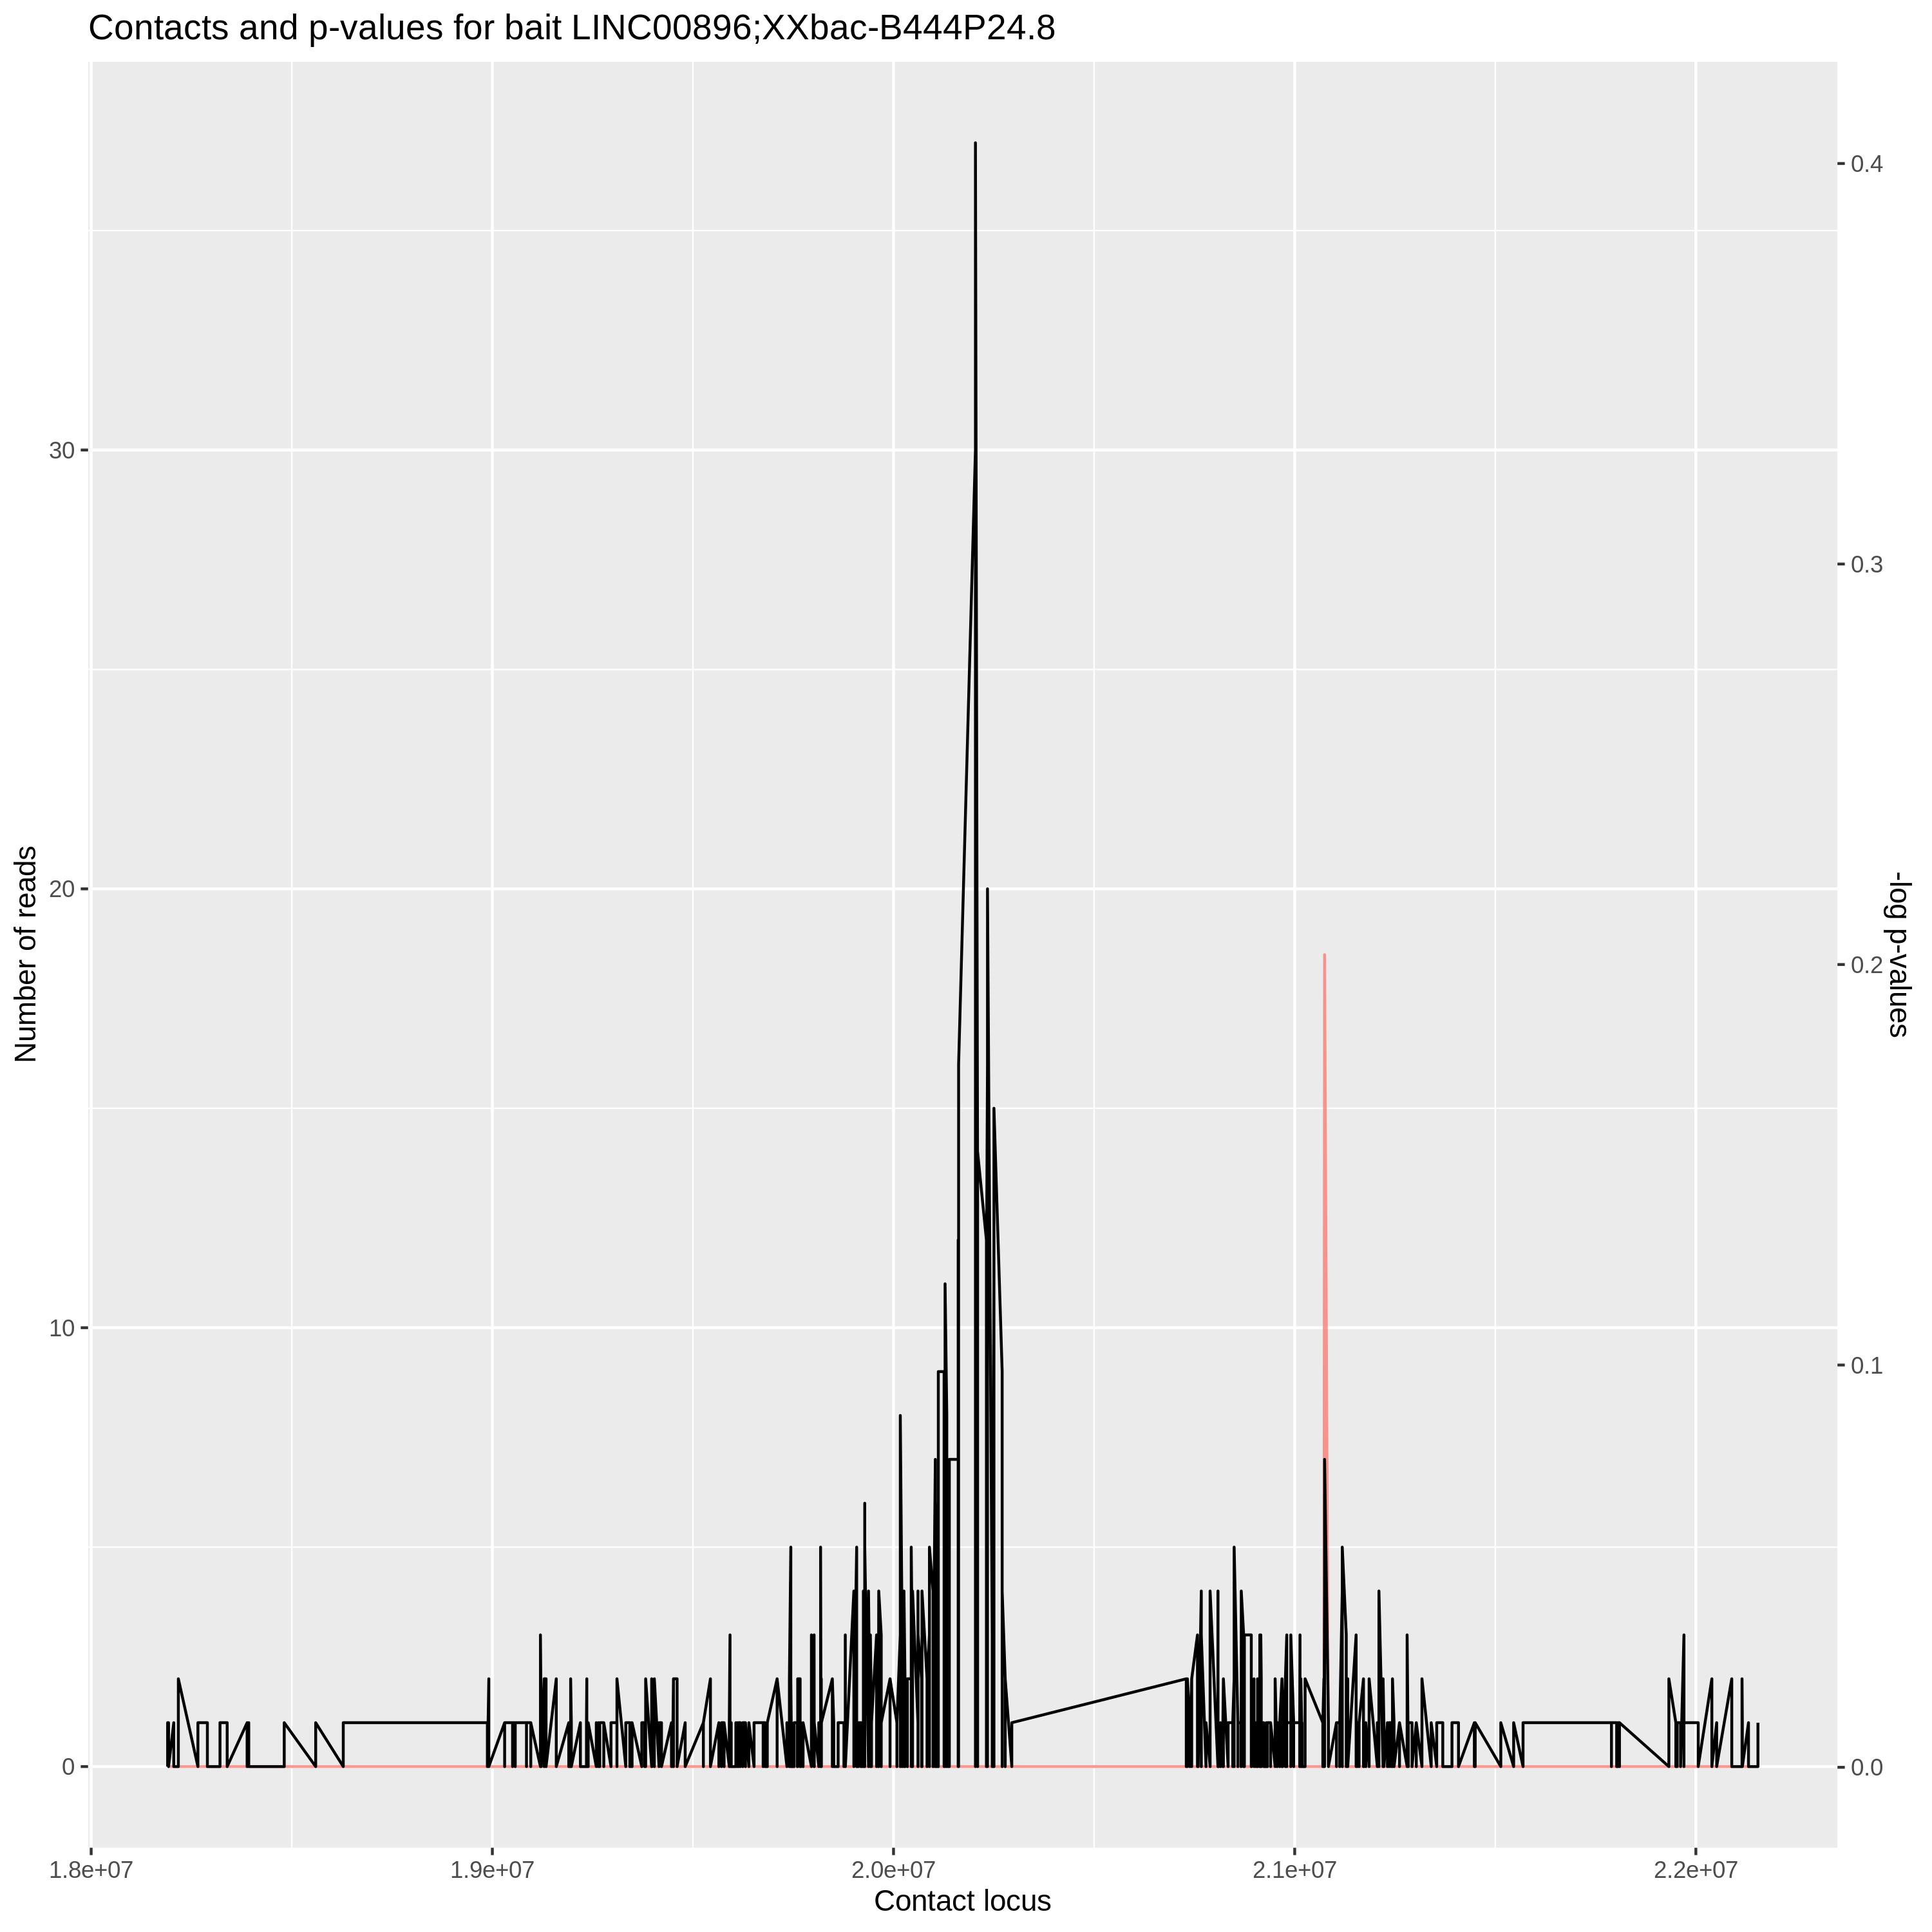 Contacts and p-values for bait LINC00896;XXbac-B444P24.8
Number of reads
30
20
10
0
0.4
0.3
0.2
0.1
0.0
-log p-values
1.8e+07 1.9e+07 2.0e+07 2.1e+07 2.2e+07
Contact locus